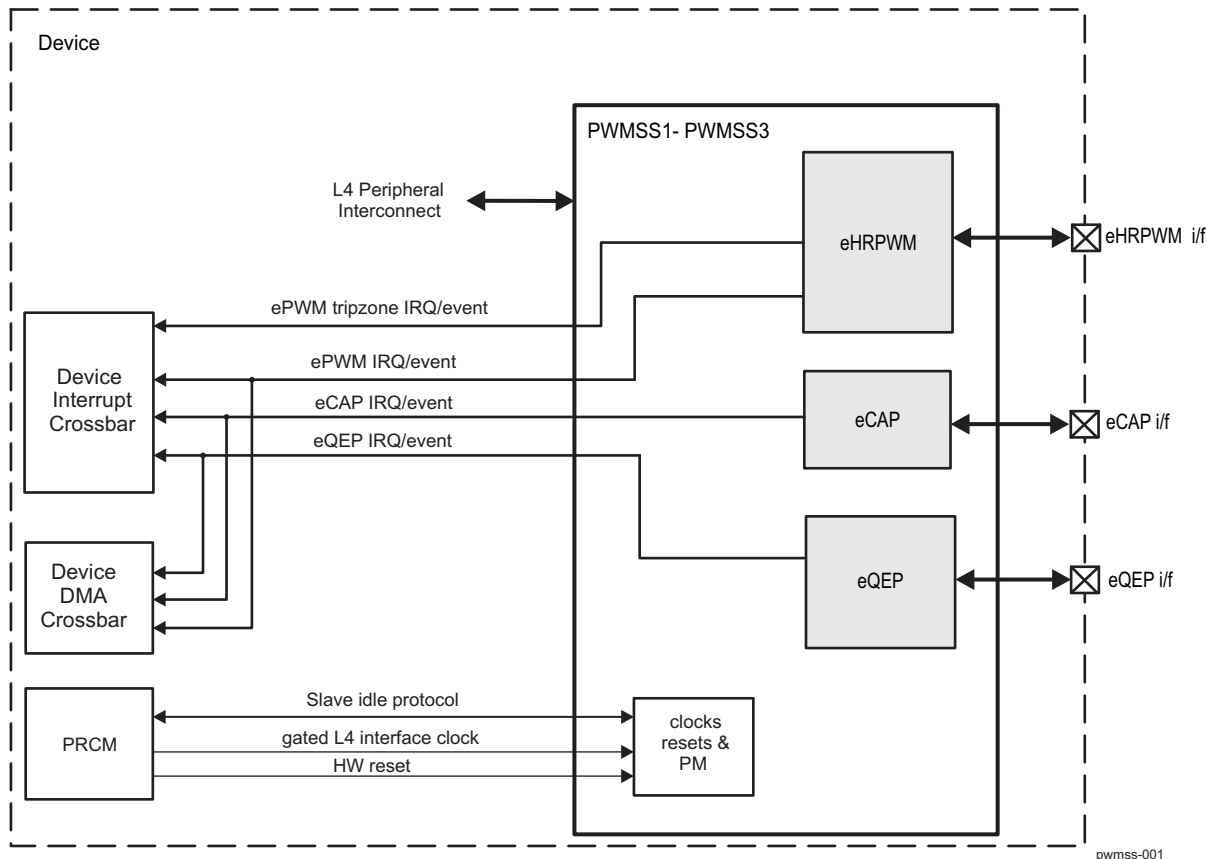 Device
PWMSS1- PWMSS3
L4 Peripheral
Interconnect
eHRPWM
eHRPWM i/f
ePWM tripzone IRQ/event
ePWM IRQ/event
Device
Interrupt
Crossbar
eCAP IRQ/event
eCAP
eCAP i/f
eQEP IRQ/event
Device
DMA
Crossbar
eQEP
eQEP i/f
Slave idle protocol
PRCM
gated L4 interface clock
HW reset
clocks
resets &
PM
pwmss-001